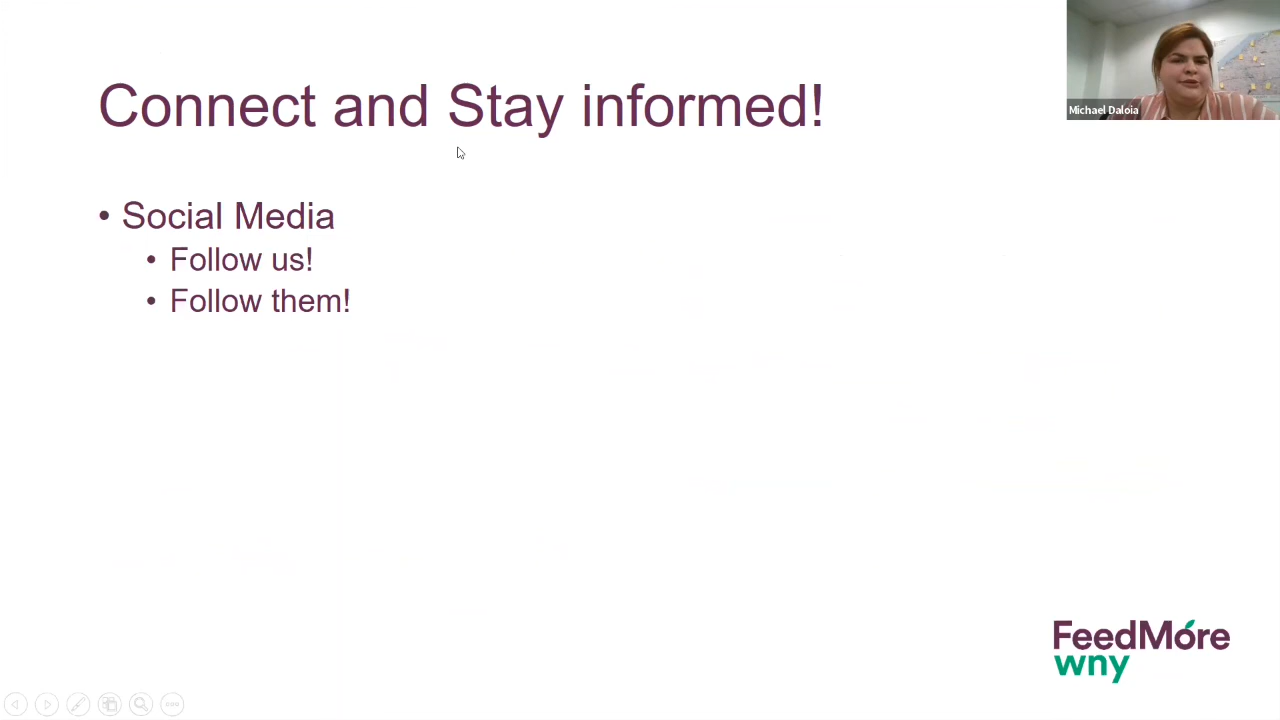 Connect and Stay informed!
Michael Daloia
• Social Media
• Follow us!
• Follow them!
FeedMore
wny